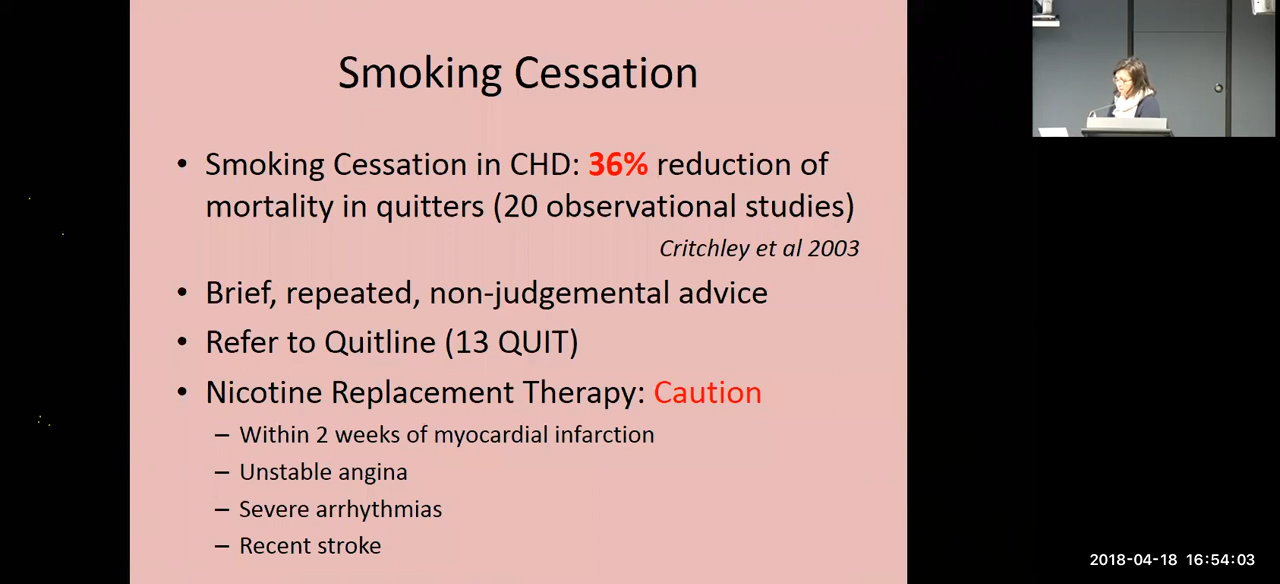 Smoking Cessation
• Smoking Cessation in CHD: 36% reduction of
mortality in quitters (20 observational studies)
Critchley et al 2003
• Brief, repeated, non-judgemental advice
• Refer to Quitline (13 QUIT)
• Nicotine Replacement Therapy: Caution
– Within 2 weeks of myocardial infarction
– Unstable angina
– Severe arrhythmias
– Recent stroke
2018-04-18 16:54:03